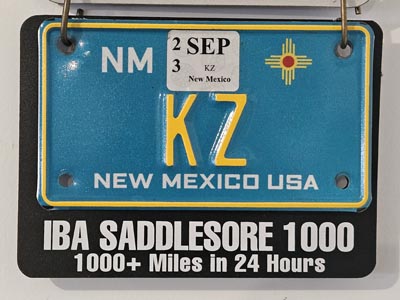 NM
2 SEP
3 KZ
New Mexico
KZ
NEW MEXICO USA
IBA SADDLESORE 1000
1000+ Miles in 24 Hours